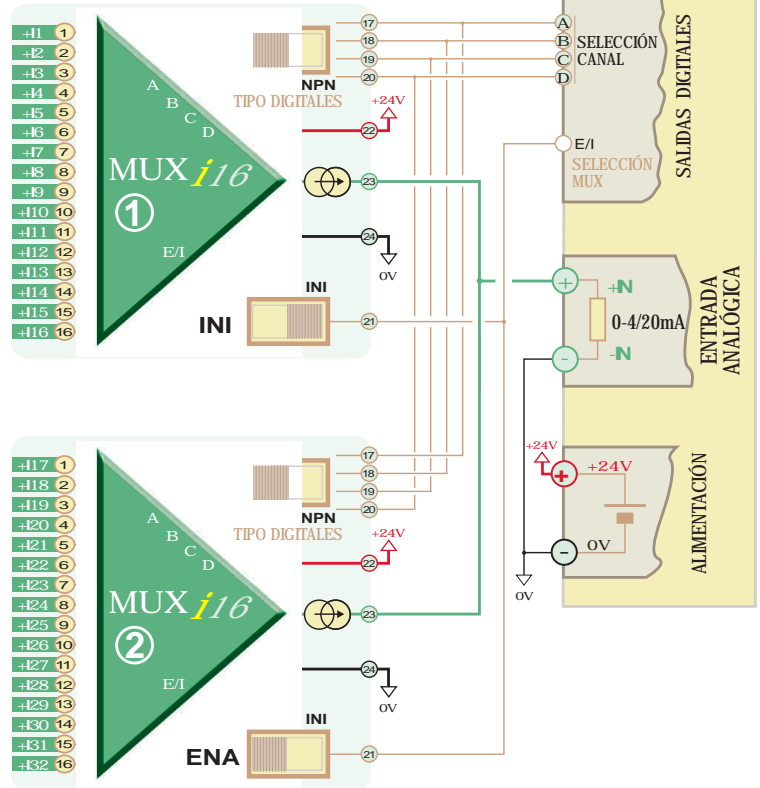 +I1 1
+I2 2
+I3 3
+I4 4
+I5 5
+I6 6
+I7 7
+I8 8
+I9 9
+I10 10
+I11 11
+I12 12
+I13 13
+I14 14
+I15 15
+I16 16
A
B
C
D
MUX i16
1
E/I
NPN
TIPO DIGITALES
17
18
19
20
+24V
22
23
24
0V
INI
INI
21
A
B
C
D
SELECCIÓN
CANAL
E/I
SELECCIÓN
MUX
SALIDAS DIGITALES
+
+IN
0-4/20mA
-
-IN
ENTRADA
ANALÓGICA
+24V
+
+24V
-
0V
0V
ALIMENTACIÓN
+I17 1
+I18 2
+I19 3
+I20 4
+I21 5
+I22 6
+I23 7
+I24 8
+I25 9
+I26 10
+I27 11
+I28 12
+I29 13
+I30 14
+I31 15
+I32 16
A
B
C
D
MUX i16
2
E/I
NPN
TIPO DIGITALES
17
18
19
20
+24V
22
23
24
0V
INI
ENA
21